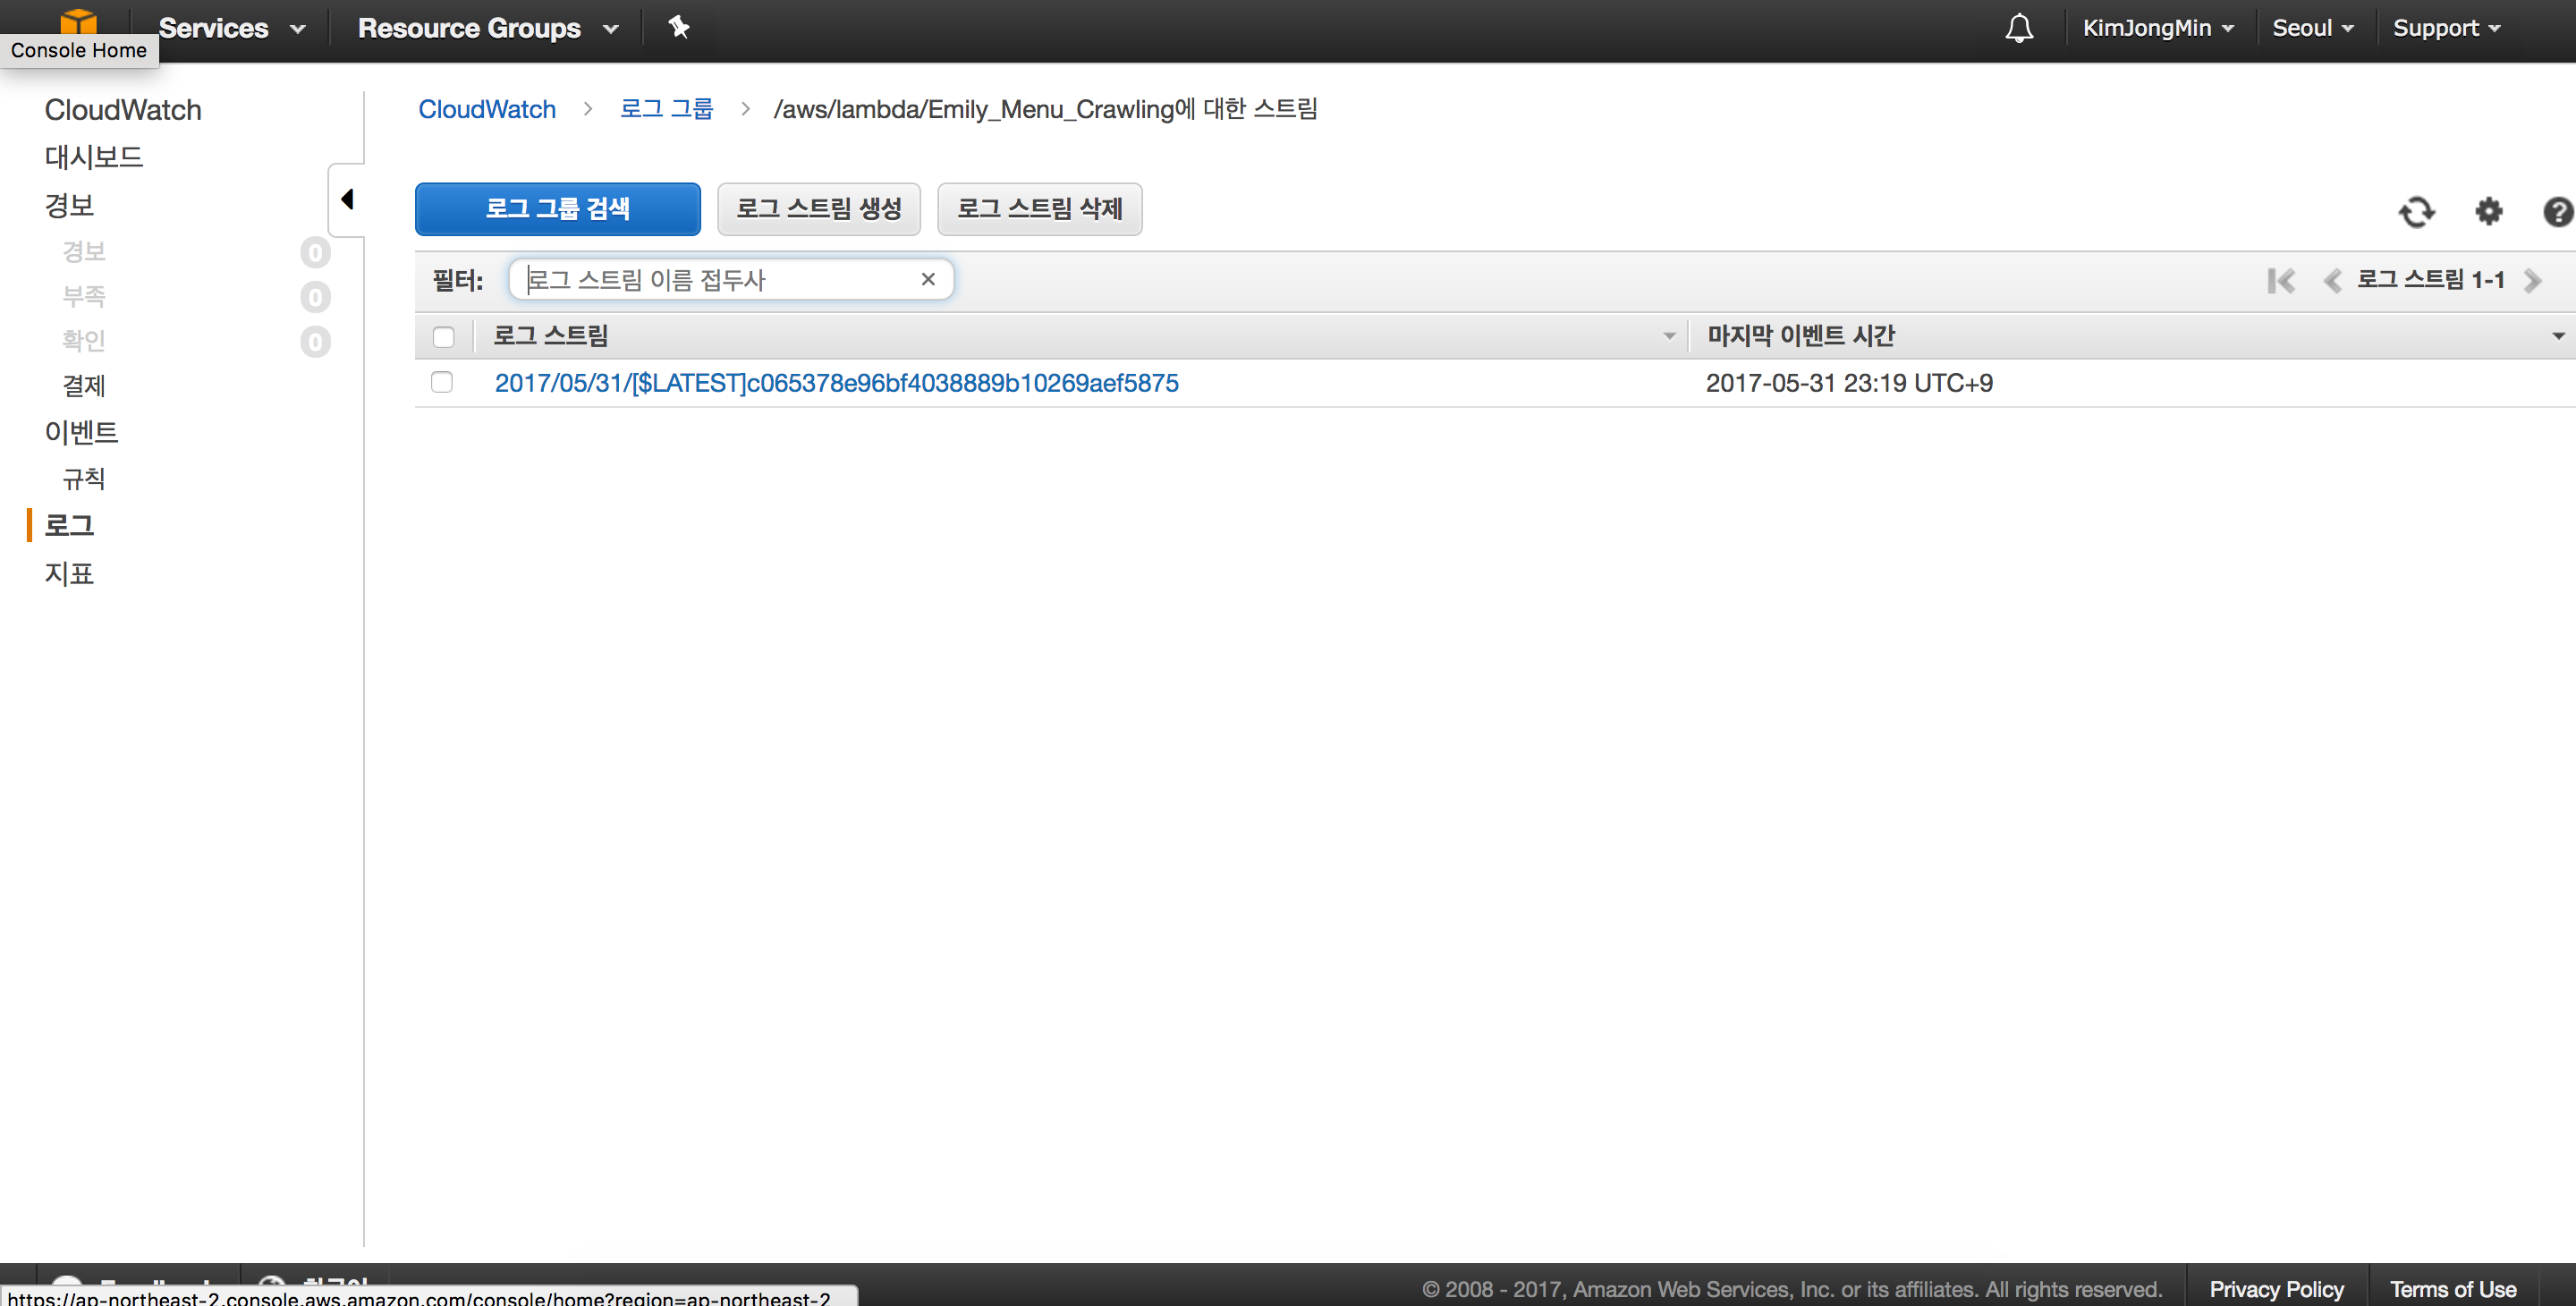 Services
Resource Groups
KimJongMin
Seoul
Support
Console Home
CloudWatch
대시보드
경보
경보 0
부족 0
확인 0
결제
이벤트
규칙
로그
지표
CloudWatch > 로그 그룹 > /aws/lambda/Emily_Menu_Crawling에 대한 스트림
로그 그룹 검색
로그 스트림 생성
로그 스트림 삭제
필터: 로그 스트림 이름 접두사
로그 스트림 1-1
로그 스트림
마지막 이벤트 시간
2017/05/31/[$LATEST]c065378e96bf4038889b10269aef5875
2017-05-31 23:19 UTC+9
https://ap-northeast-2.console.aws.amazon.com/console/home?region=ap-northeast-2
© 2008 - 2017, Amazon Web Services, Inc. or its affiliates. All rights reserved.
Privacy Policy
Terms of Use